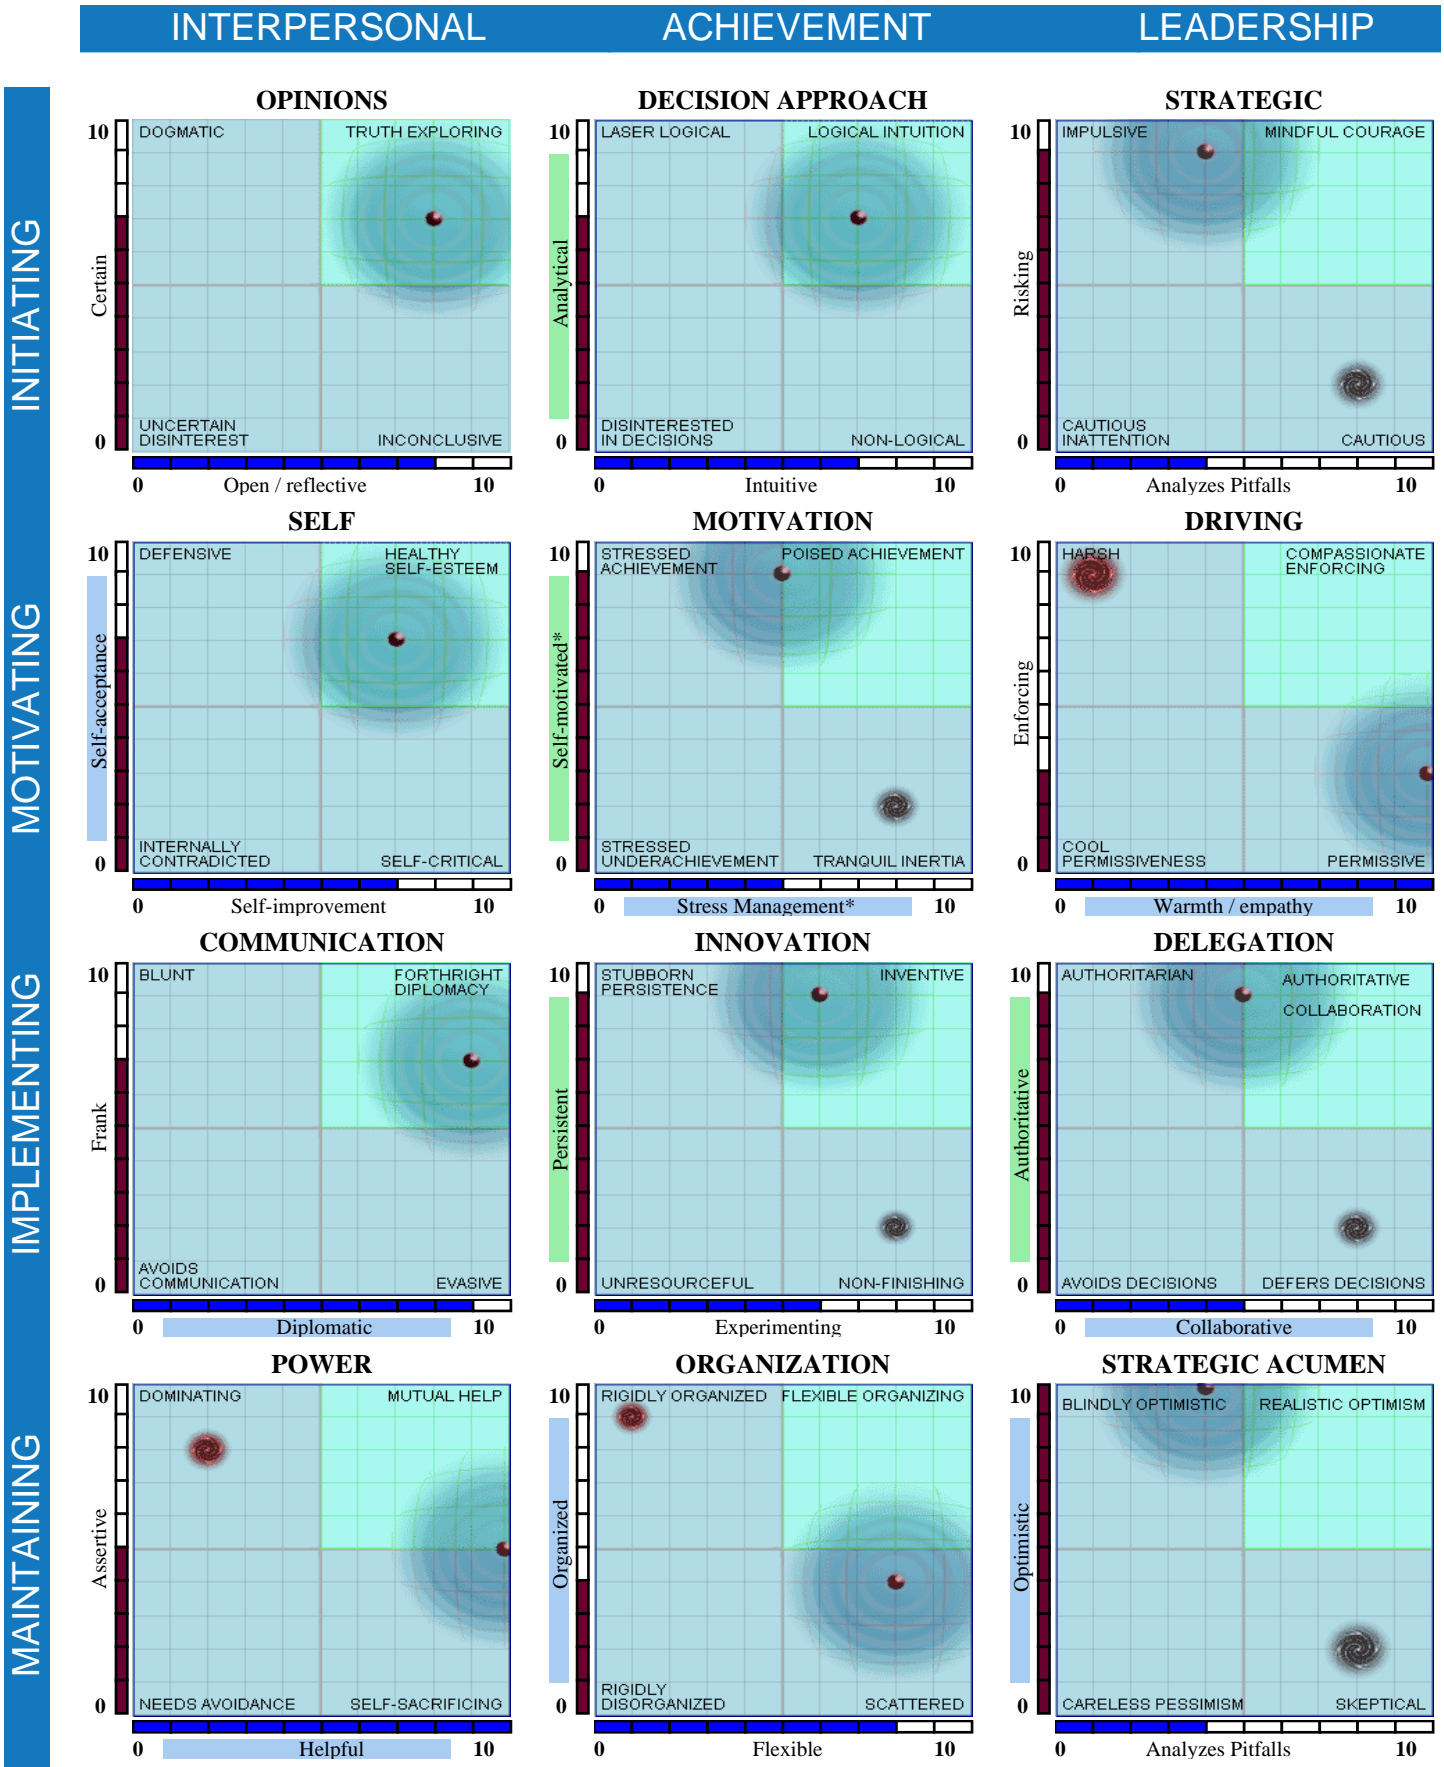 INTERPERSONAL
ACHIEVEMENT
LEADERSHIP
INITIATING
OPINIONS
10
DOGMATIC
TRUTH EXPLORING
Certain
UNCERTAIN
DISINTEREST
INCONCLUSIVE
0
0
Open / reflective
10
DECISION APPROACH
10
LASER LOGICAL
LOGICAL INTUITION
Analytical
DISINTERESTED
IN DECISIONS
NON-LOGICAL
0
0
Intuitive
10
STRATEGIC
10
IMPULSIVE
MINDFUL COURAGE
Risking
CAUTIOUS
INATTENTION
CAUTIOUS
0
0
Analyzes Pitfalls
10
MOTIVATING
SELF
10
DEFENSIVE
HEALTHY
SELF-ESTEEM
Self-acceptance
INTERNALLY
CONTRADICTED
SELF-CRITICAL
0
0
Self-improvement
10
MOTIVATION
10
STRESSED
ACHIEVEMENT
POISED ACHIEVEMENT
Self-motivated*
STRESSED
UNDERACHIEVEMENT
TRANQUIL INERTIA
0
0
Stress Management*
10
DRIVING
10
HARSH
COMPASSIONATE
ENFORCING
Enforcing
COOL
PERMISSIVENESS
PERMISSIVE
0
0
Warmth / empathy
10
IMPLEMENTING
COMMUNICATION
10
BLUNT
FORTHRIGHT
DIPLOMACY
Frank
AVOIDS
COMMUNICATION
EVASIVE
0
0
Diplomatic
10
INNOVATION
10
STUBBORN
PERSISTENCE
INVENTIVE
Persistent
UNRESOURCEFUL
NON-FINISHING
0
0
Experimenting
10
DELEGATION
10
AUTHORITARIAN
AUTHORITATIVE
COLLABORATION
Authoritative
AVOIDS DECISIONS
DEFERS DECISIONS
0
0
Collaborative
10
MAINTAINING
POWER
10
DOMINATING
MUTUAL HELP
Assertive
NEEDS AVOIDANCE
SELF-SACRIFICING
0
0
Helpful
10
ORGANIZATION
10
RIGIDLY ORGANIZED
FLEXIBLE ORGANIZING
Organized
RIGIDLY
DISORGANIZED
SCATTERED
0
0
Flexible
10
STRATEGIC ACUMEN
10
BLINDLY OPTIMISTIC
REALISTIC OPTIMISM
Optimistic
CARELESS PESSIMISM
SKEPTICAL
0
0
Analyzes Pitfalls
10